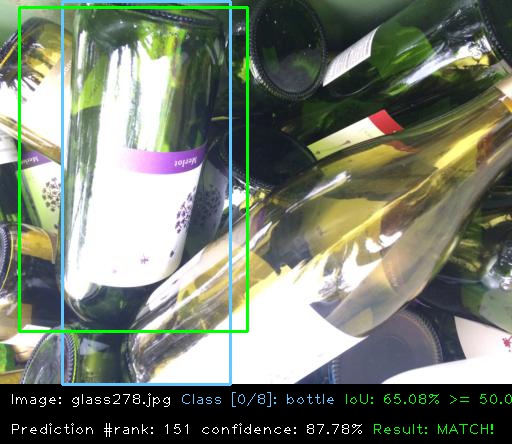 Merlot
Merlot
Image: glass278.jpg Class [0/8]: bottle IoU: 65.08% >= 50.0
Prediction #rank: 151 confidence: 87.78% Result: MATCH!